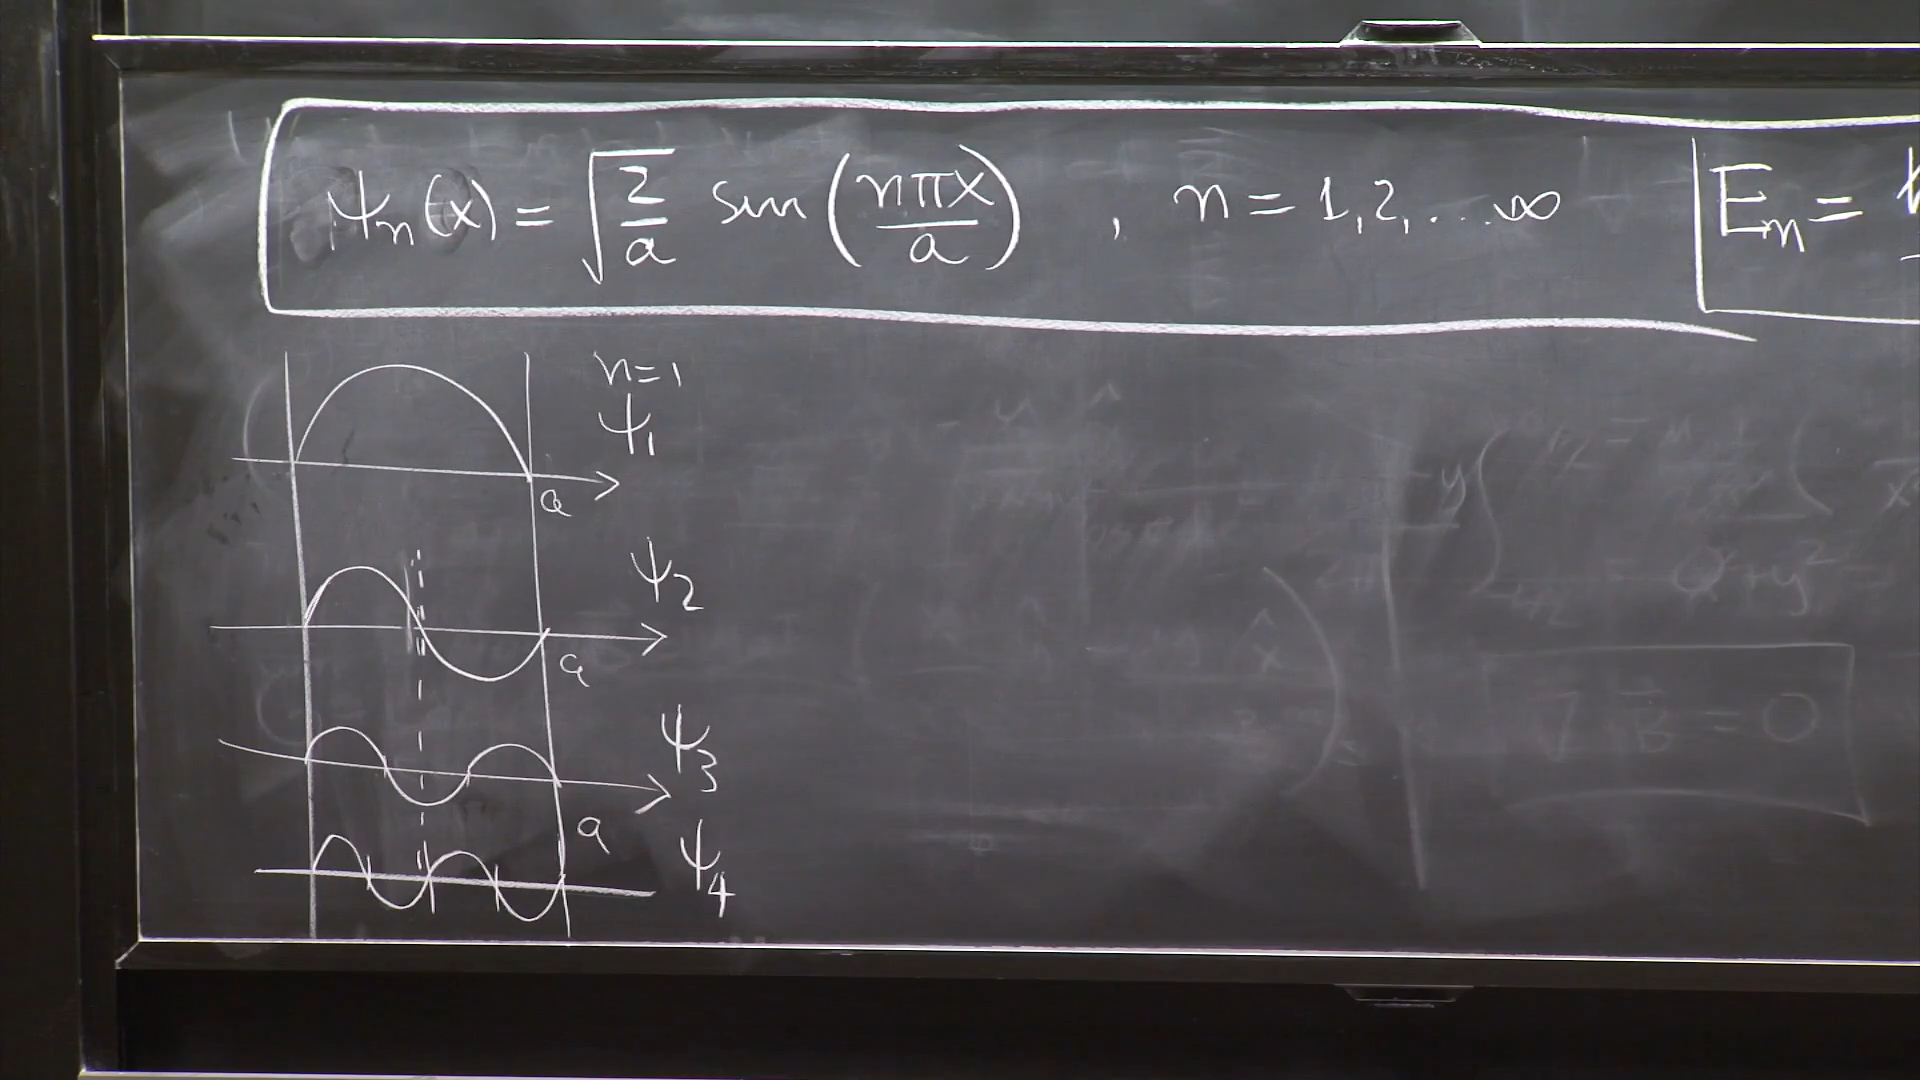 ψₙ(x) = √(2/a) sin(nπx/a) , n = 1,2,...∞ Eₙ =
n=1
ψ₁
a
ψ₂
a
ψ₃
a
ψ₄